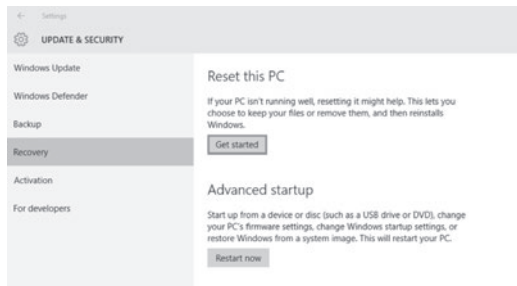 Settings
UPDATE & SECURITY
Windows Update
Windows Defender
Backup
Recovery
Activation
For developers
Reset this PC
If your PC isn't running well, resetting it might help. This lets you
choose to keep your files or remove them, and then reinstalls
Windows.
Get started
Advanced startup
Start up from a device or disc (such as a USB drive or DVD), change
your PC's firmware settings, change Windows startup settings, or
restore Windows from a system image. This will restart your PC.
Restart now